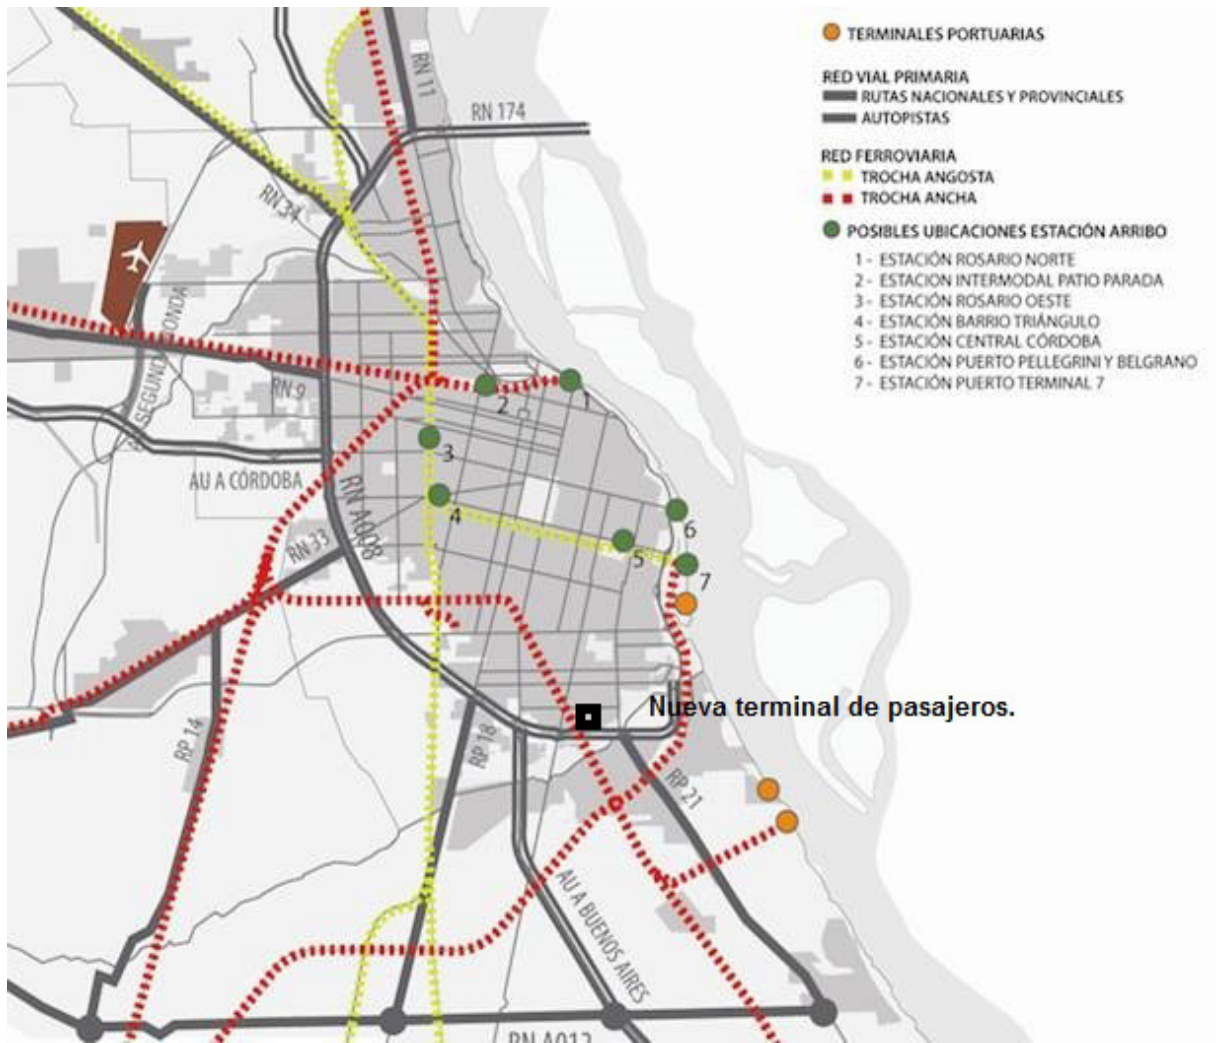 TERMINALES PORTUARIAS
RED VIAL PRIMARIA
RUTAS NACIONALES Y PROVINCIALES
AUTOPISTAS
RED FERROVIARIA
TROCHA ANGOSTA
TROCHA ANCHA
POSIBLES UBICACIONES ESTACIÓN ARRIBO
1 - ESTACIÓN ROSARIO NORTE
2 - ESTACION INTERMODAL PATIO PARADA
3 - ESTACIÓN ROSARIO OESTE
4 - ESTACIÓN BARRIO TRIÁNGULO
5 - ESTACIÓN CENTRAL CÓRDOBA
6 - ESTACIÓN PUERTO PELLEGRINI Y BELGRANO
7 - ESTACIÓN PUERTO TERMINAL 7
RN 11
RN 174
RN 34
SEGUNDA RONDA
RN 9
2
1
3
AU A CÓRDOBA
RN A008
4
6
5
7
RN 33
Nueva terminal de pasajeros.
RP 14
RP 18
RP 21
AU A BUENOS AIRES
RN A012